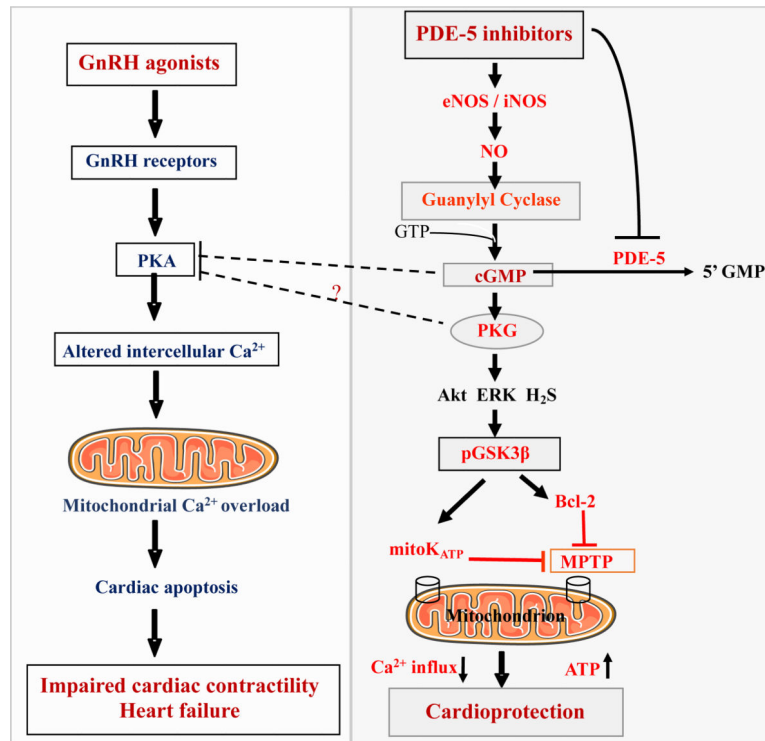 GnRH agonists
GnRH receptors
PKA
?
Altered intercellular Ca²⁺
Mitochondrial Ca²⁺ overload
Cardiac apoptosis
Impaired cardiac contractility
Heart failure
PDE-5 inhibitors
eNOS / iNOS
NO
Guanylyl Cyclase
GTP
PDE-5
cGMP
5’ GMP
PKG
Akt ERK H₂S
pGSK3β
Bcl-2
mitoK_ATP
MPTP
Mitochondrion
Ca²⁺ influx
ATP
Cardioprotection